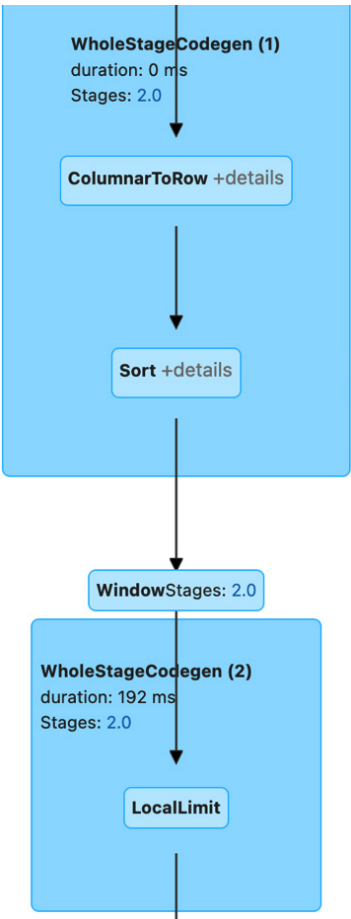 WholeStageCodegen (1)
duration: 0 ms
Stages: 2.0
ColumnarToRow +details
Sort +details
WindowStages: 2.0
WholeStageCodegen (2)
duration: 192 ms
Stages: 2.0
LocalLimit